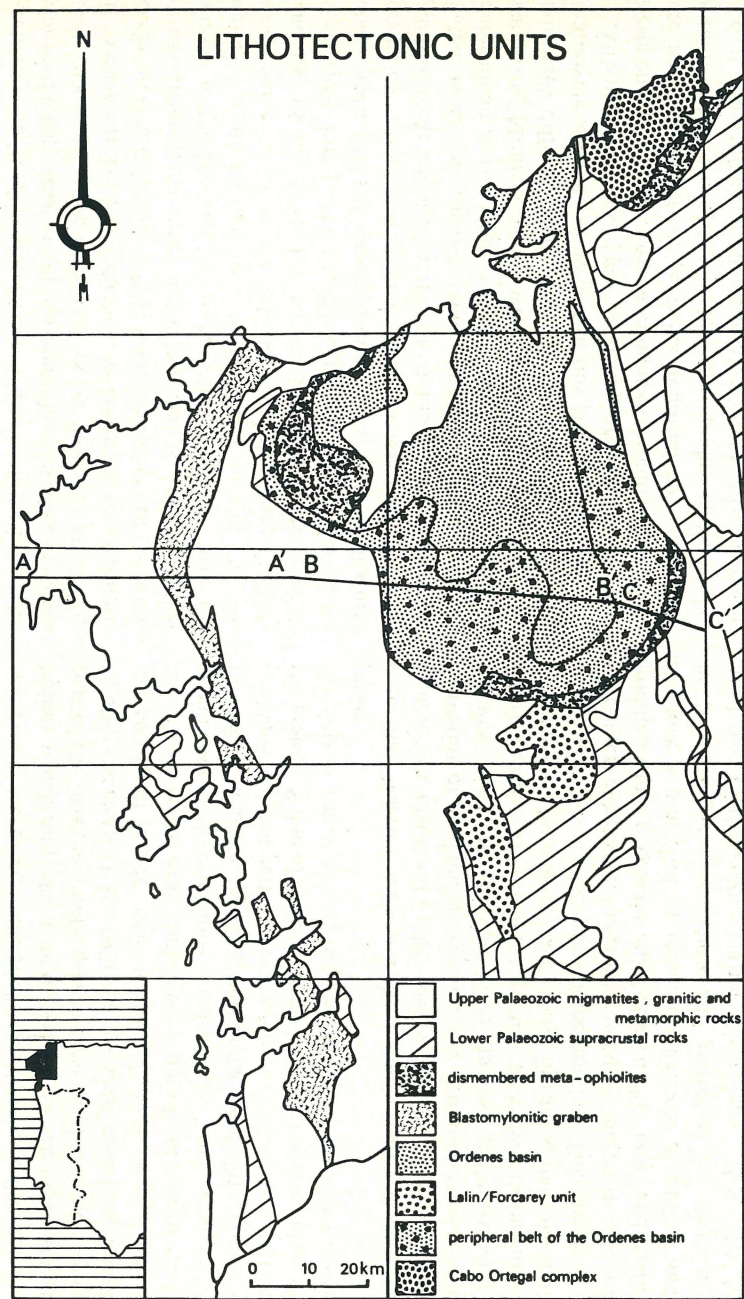 LITHOTECTONIC UNITS
N
A
A' B
B' C
C'
Upper Palaeozoic migmatites , granitic and
metamorphic rocks
Lower Palaeozoic supracrustal rocks
dismembered meta-ophiolites
Blastomylonitic graben
Ordenes basin
Lalin/Forcarey unit
peripheral belt of the Ordenes basin
Cabo Ortegal complex
0 10 20km